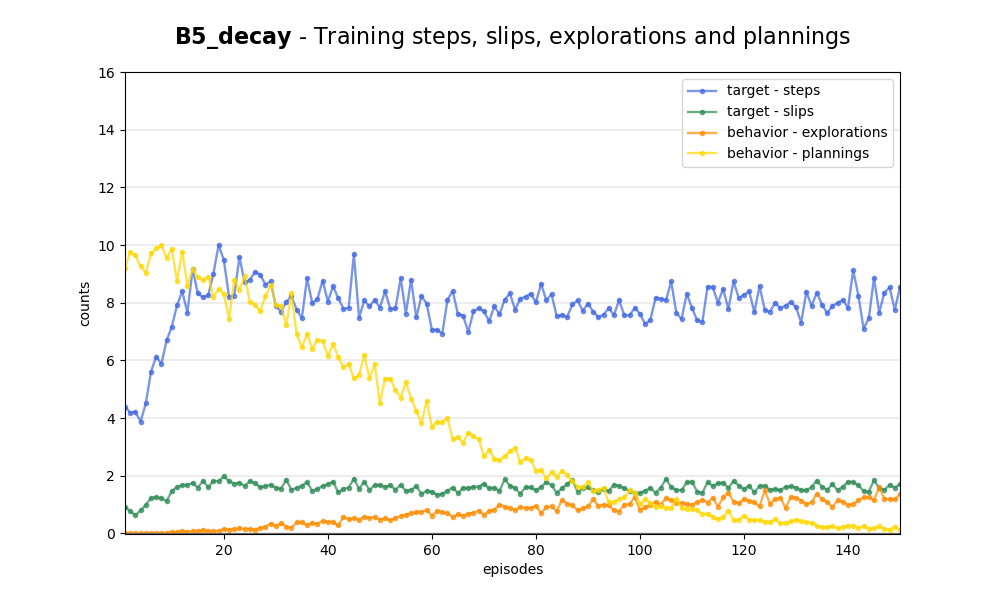 B5_decay - Training steps, slips, explorations and plannings
16
14
12
10
8
6
4
2
0
counts
target - steps
target - slips
behavior - explorations
behavior - plannings
20 40 60 80 100 120 140
episodes